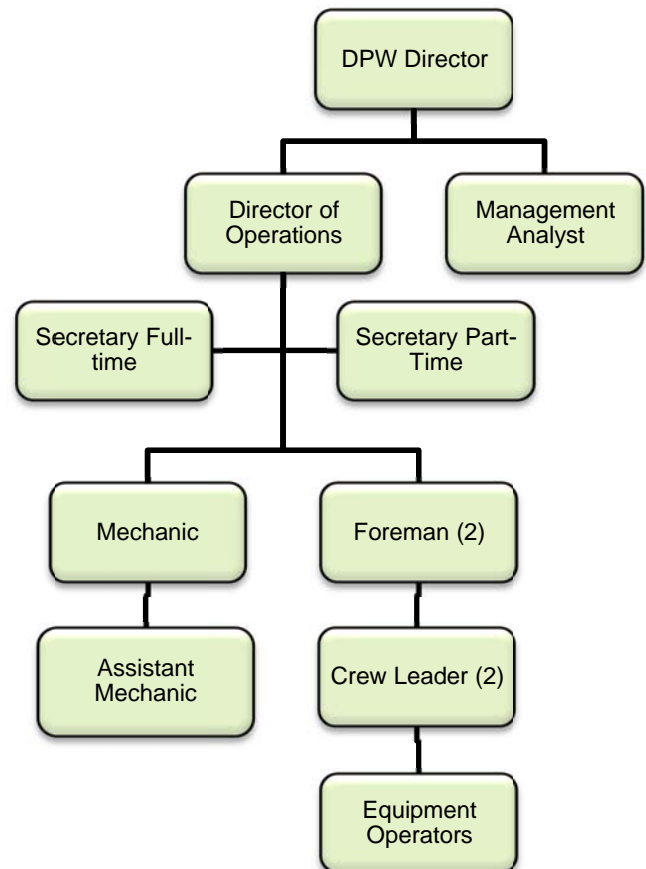 DPW Director
Director of
Operations
Management
Analyst
Secretary Full-
time
Secretary Part-
Time
Mechanic
Foreman (2)
Assistant
Mechanic
Crew Leader (2)
Equipment
Operators